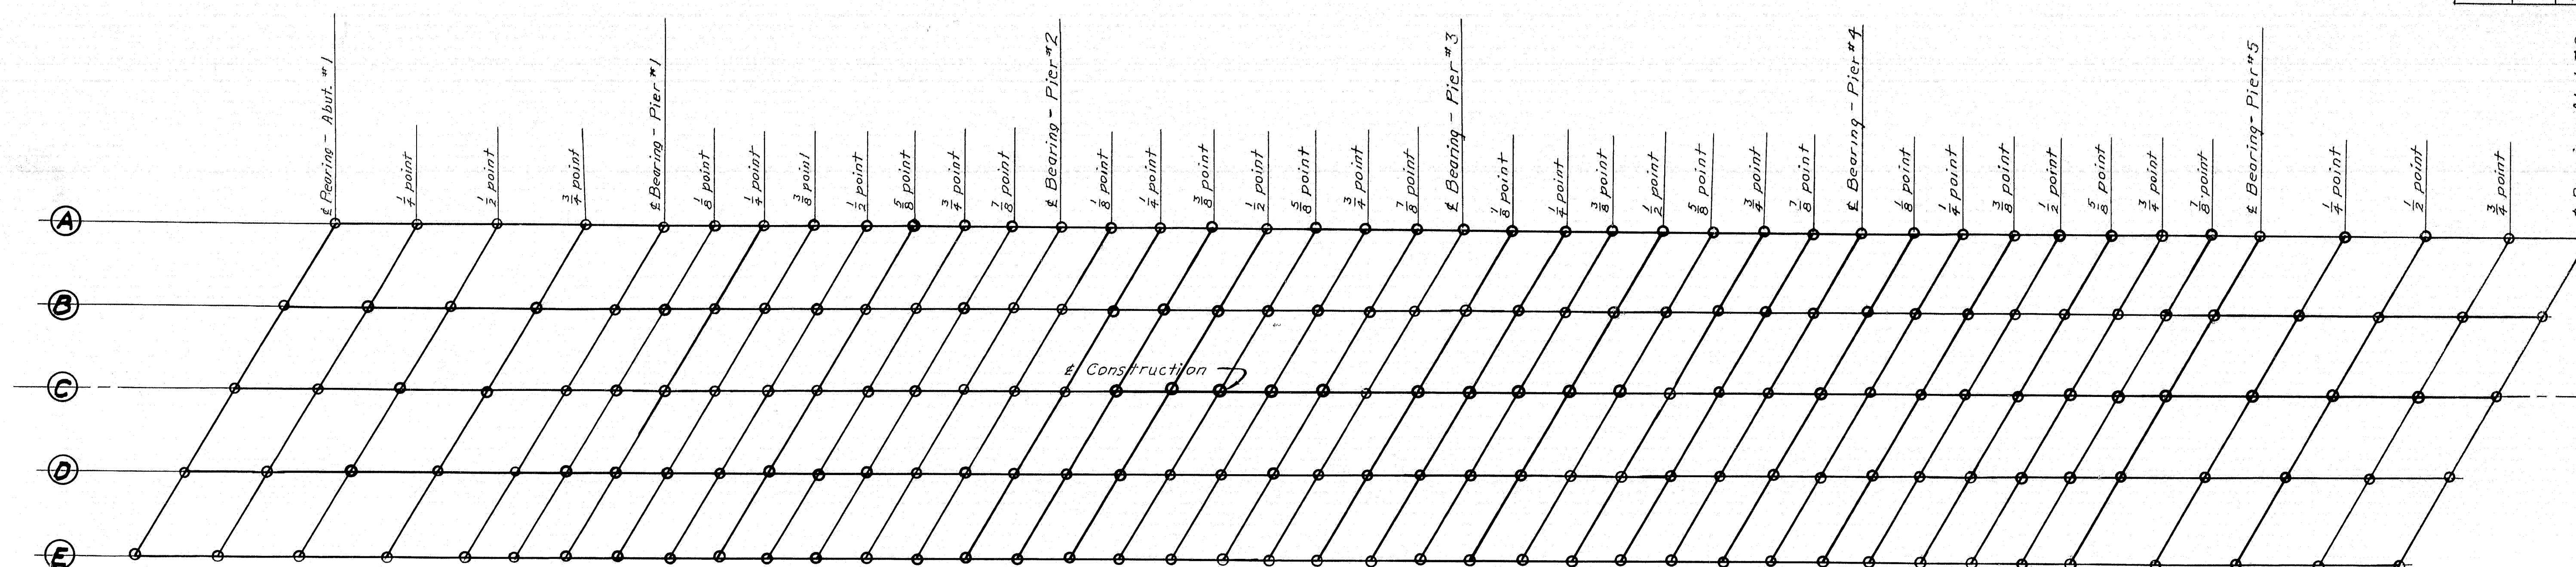 ℄ Bearing - Abut. #1
1/4 point
1/2 point
3/4 point
℄ Bearing - Pier #1
1/8 point
1/4 point
3/8 point
1/2 point
5/8 point
3/4 point
7/8 point
℄ Bearing - Pier #2
1/8 point
1/4 point
3/8 point
1/2 point
5/8 point
3/4 point
7/8 point
℄ Bearing - Pier #3
1/8 point
1/4 point
3/8 point
1/2 point
5/8 point
3/4 point
7/8 point
℄ Bearing - Pier #4
1/8 point
1/4 point
3/8 point
1/2 point
5/8 point
3/4 point
7/8 point
℄ Bearing - Pier #5
1/4 point
1/2 point
3/4 point
A
B
℄ Construction
C
D
E